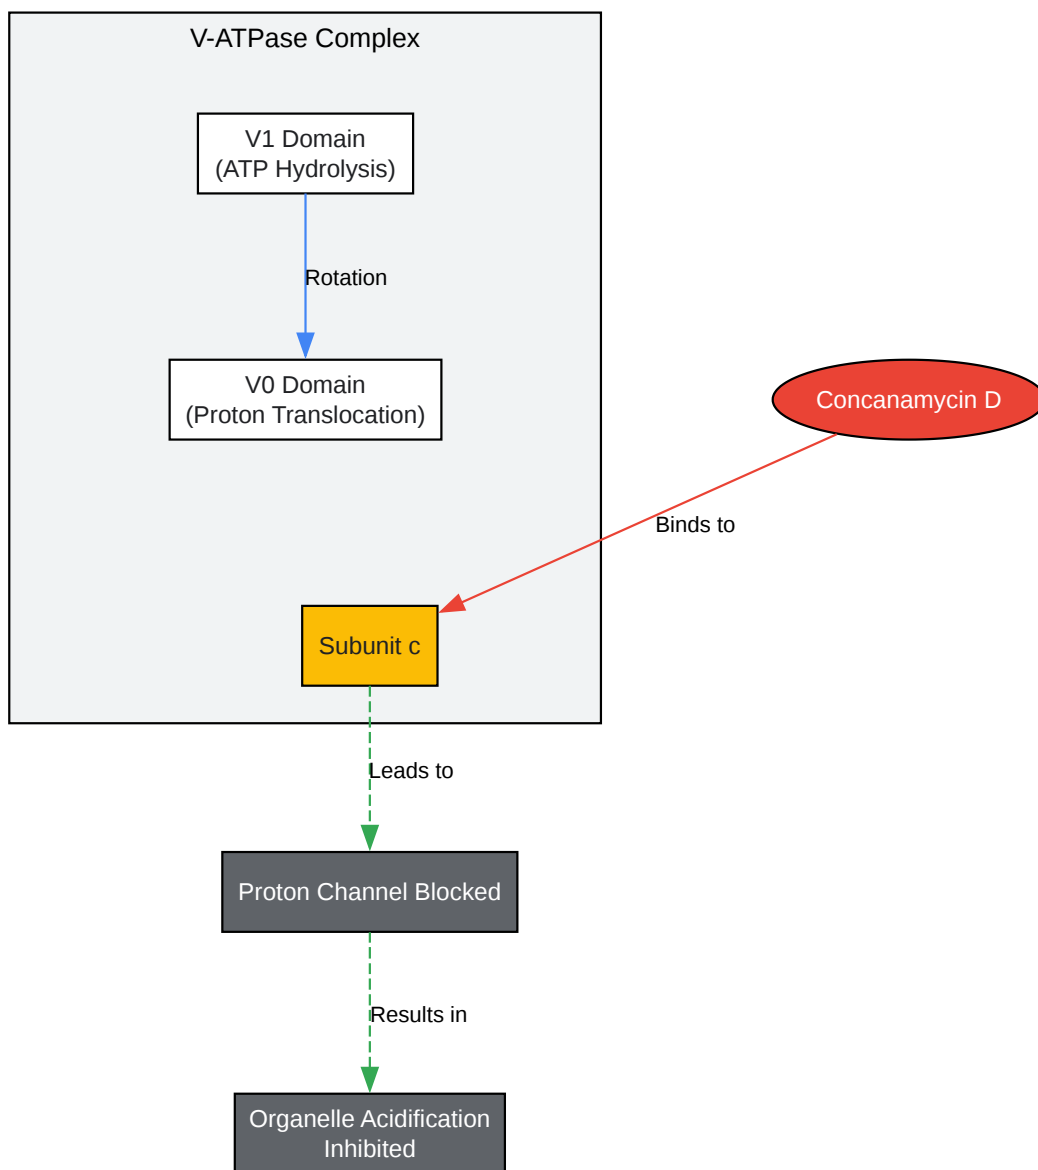 V-ATPase Complex
V1 Domain
(ATP Hydrolysis)
Rotation
V0 Domain
(Proton Translocation)
Concanamycin D
Binds to
Subunit c
Leads to
Proton Channel Blocked
Results in
Organelle Acidification
Inhibited